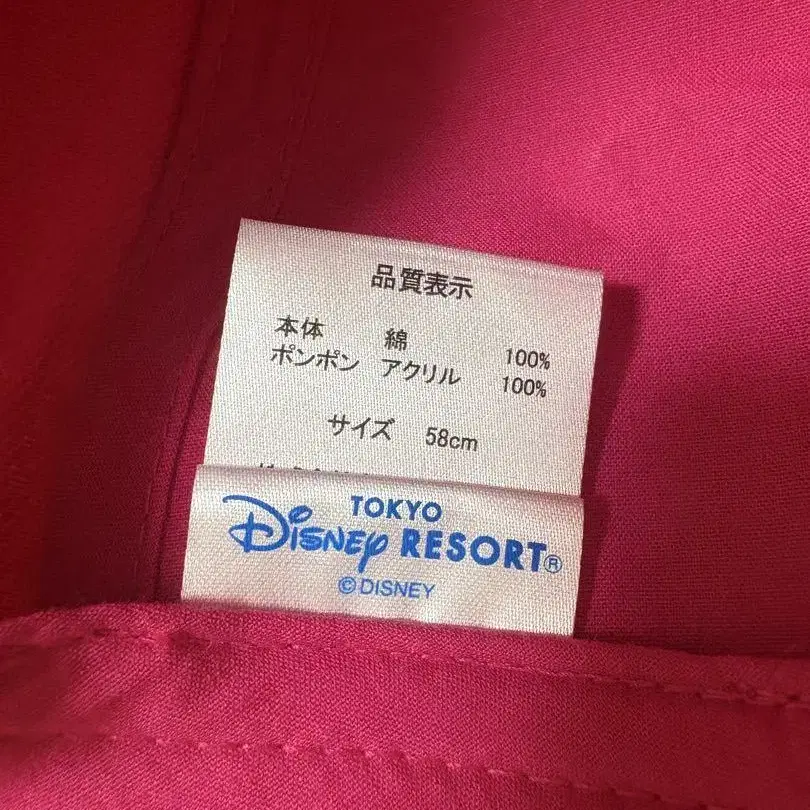 品質表示
本体 綿 100%
ポンポン アクリル 100%
サイズ 58cm
TOKYO
Disney RESORT®
©DISNEY